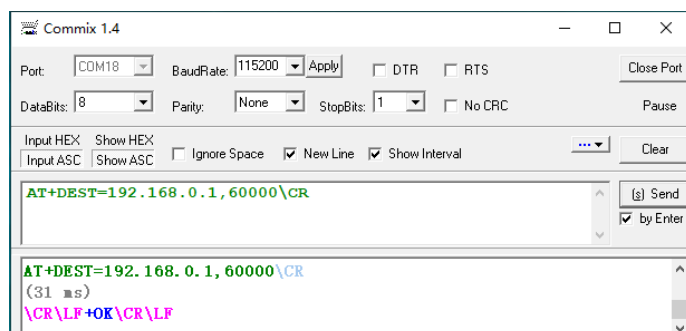 Commix 1.4
Port: COM18 BaudRate: 115200 Apply DTR RTS Close Port
DataBits: 8 Parity: None StopBits: 1 No CRC Pause
Input HEX Show HEX
Input ASC Show ASC Ignore Space New Line Show Interval ... Clear
AT+DEST=192.168.0.1,60000\CR
(s) Send
by Enter
AT+DEST=192.168.0.1,60000\CR
(31 ms)
\CR\LF+OK\CR\LF